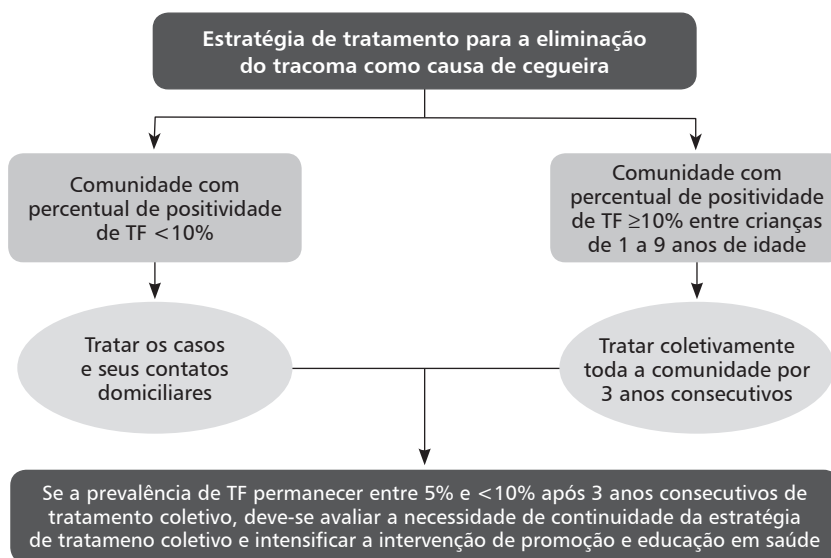 Estratégia de tratamento para a eliminação
do tracoma como causa de cegueira
Comunidade com
percentual de positividade
de TF <10%
Comunidade com
percentual de positividade
de TF ≥10% entre crianças
de 1 a 9 anos de idade
Tratar os casos
e seus contatos
domiciliares
Tratar coletivamente
toda a comunidade por
3 anos consecutivos
Se a prevalência de TF permanecer entre 5% e <10% após 3 anos consecutivos de
tratamento coletivo, deve-se avaliar a necessidade de continuidade da estratégia
de tratameno coletivo e intensificar a intervenção de promoção e educação em saúde